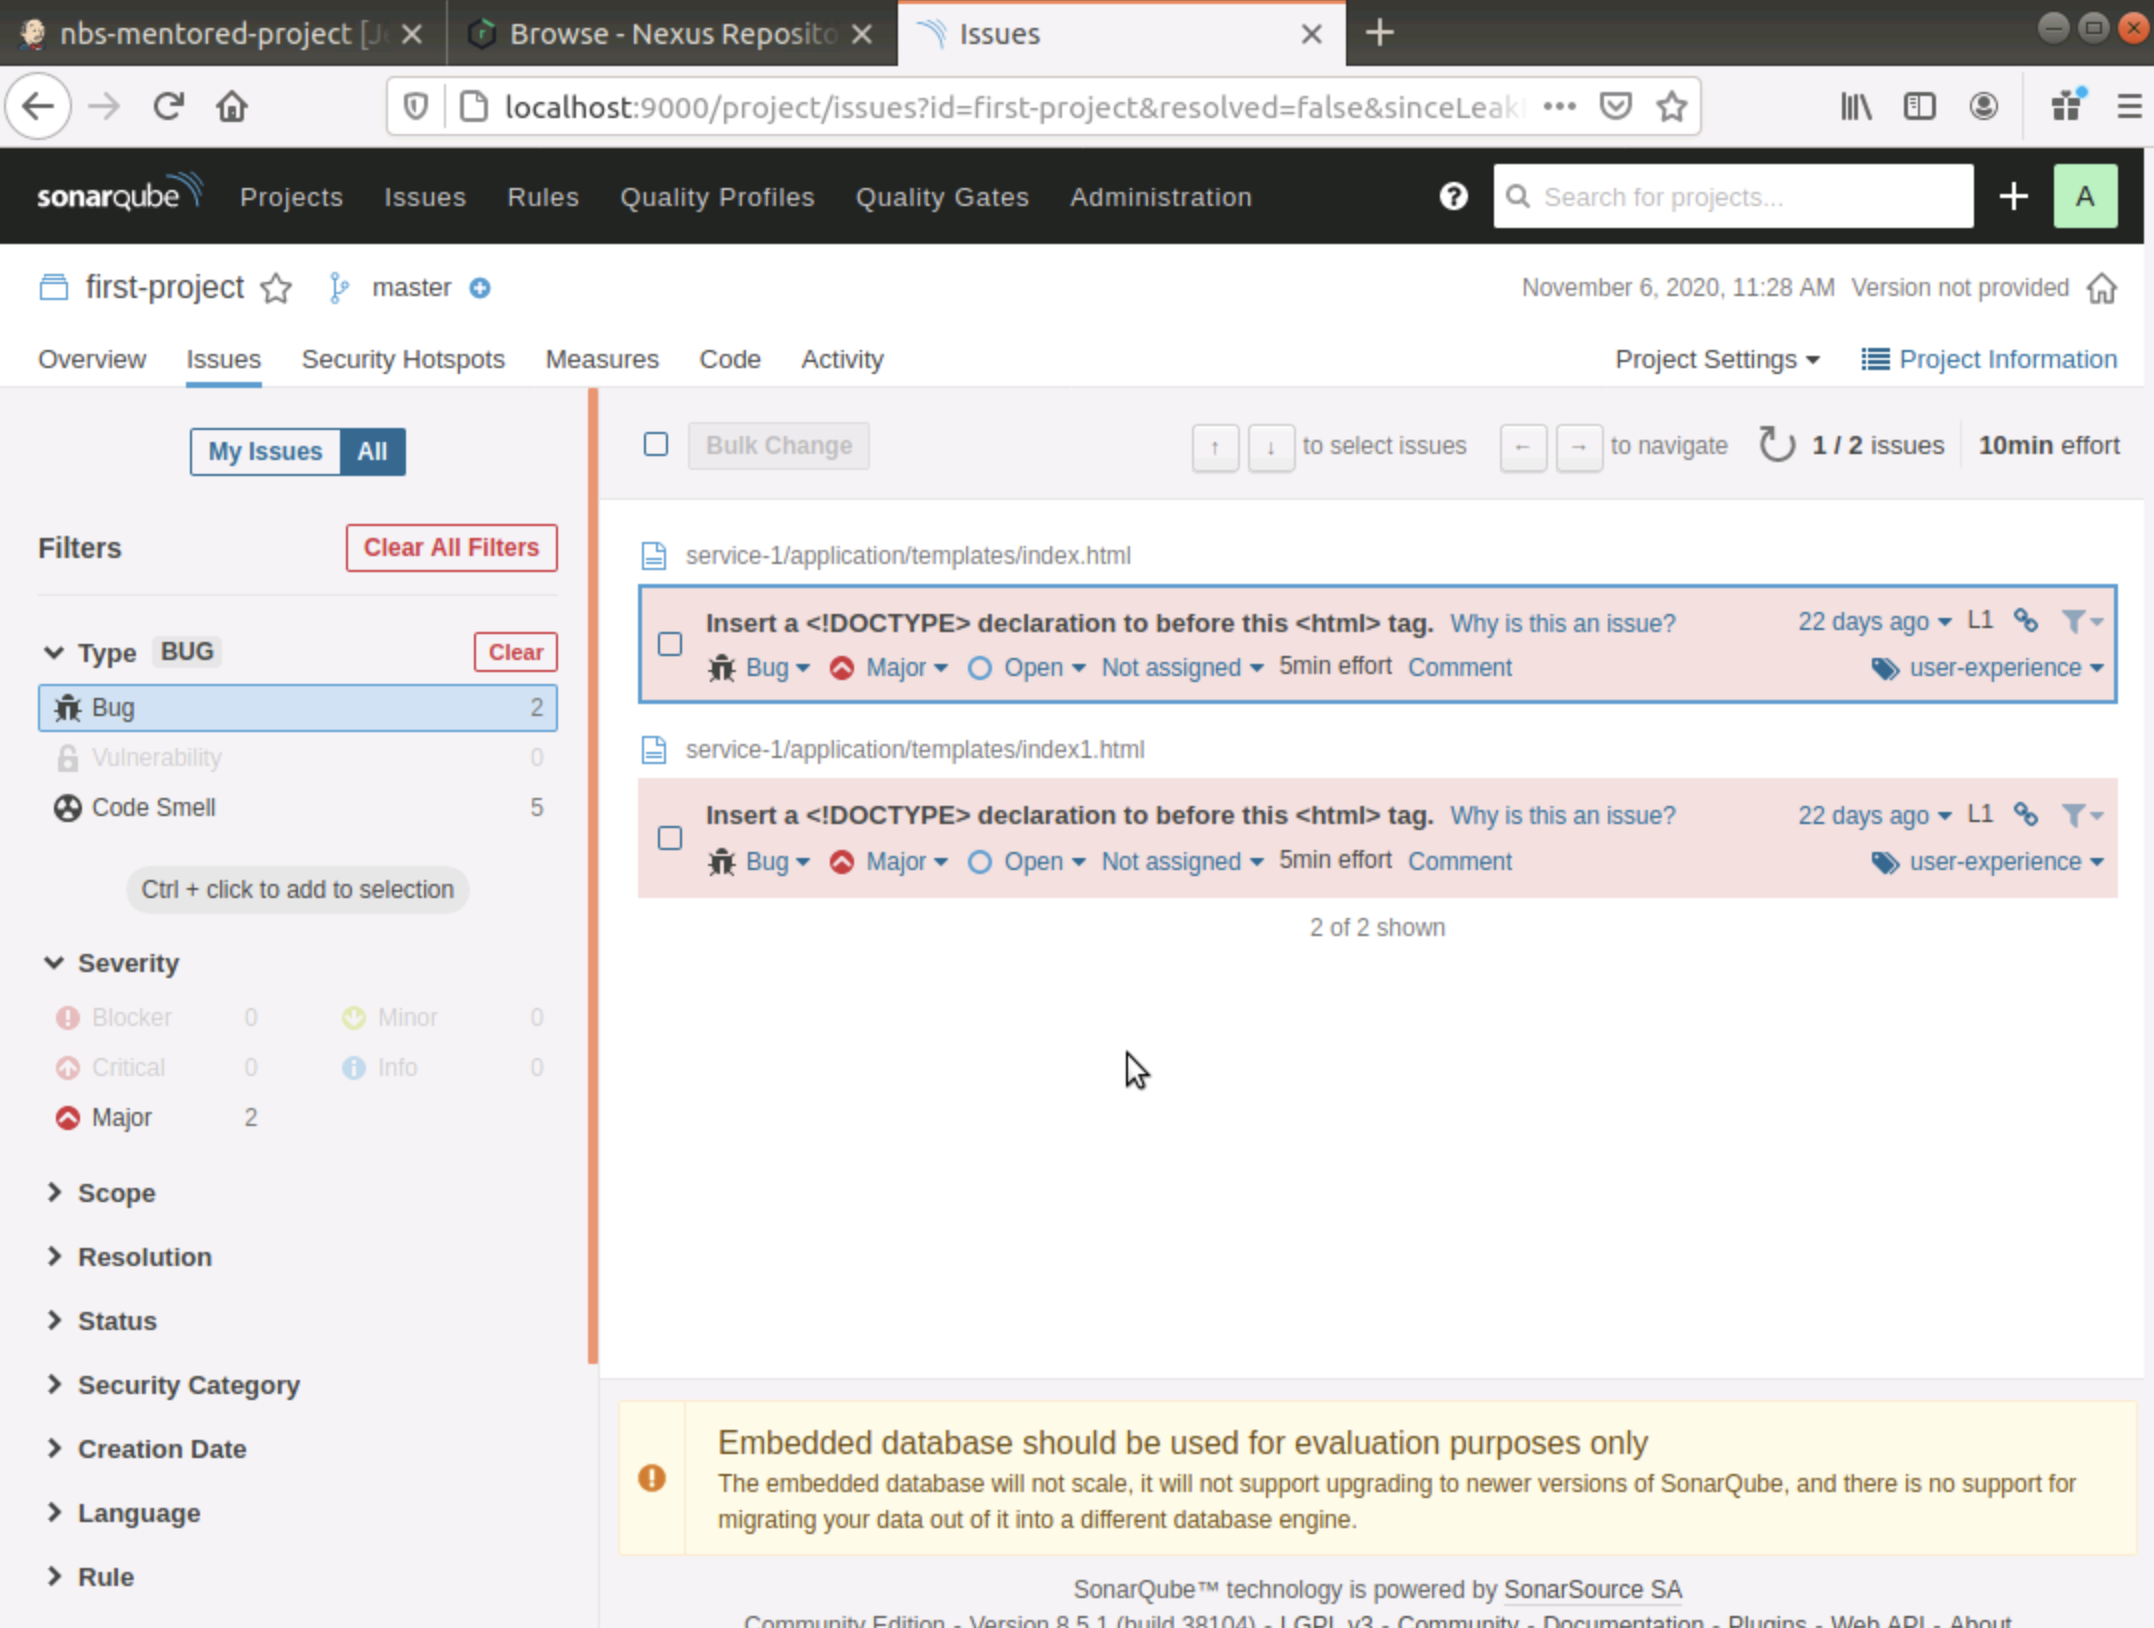 nbs-mentored-project [Je
Browse - Nexus Reposito
Issues
localhost:9000/project/issues?id=first-project&resolved=false&sinceLeak
sonarqube
Projects
Issues
Rules
Quality Profiles
Quality Gates
Administration
Search for projects...
A
first-project
master
November 6, 2020, 11:28 AM
Version not provided
Overview
Issues
Security Hotspots
Measures
Code
Activity
Project Settings
Project Information
My Issues
All
Bulk Change
↑ ↓ to select issues
← → to navigate
1 / 2 issues
10min effort
Filters
Clear All Filters
Type BUG
Clear
Bug 2
Vulnerability 0
Code Smell 5
Ctrl + click to add to selection
Severity
Blocker 0
Minor 0
Critical 0
Info 0
Major 2
Scope
Resolution
Status
Security Category
Creation Date
Language
Rule
service-1/application/templates/index.html
Insert a <!DOCTYPE> declaration to before this <html> tag. Why is this an issue? 22 days ago L1
Bug Major Open Not assigned 5min effort Comment user-experience
service-1/application/templates/index1.html
Insert a <!DOCTYPE> declaration to before this <html> tag. Why is this an issue? 22 days ago L1
Bug Major Open Not assigned 5min effort Comment user-experience
2 of 2 shown
Embedded database should be used for evaluation purposes only
The embedded database will not scale, it will not support upgrading to newer versions of SonarQube, and there is no support for
migrating your data out of it into a different database engine.
SonarQube™ technology is powered by SonarSource SA
Community Edition - Version 8.5.1 (build 38104) - LGPL v3 - Community - Documentation - Plugins - Web API - About